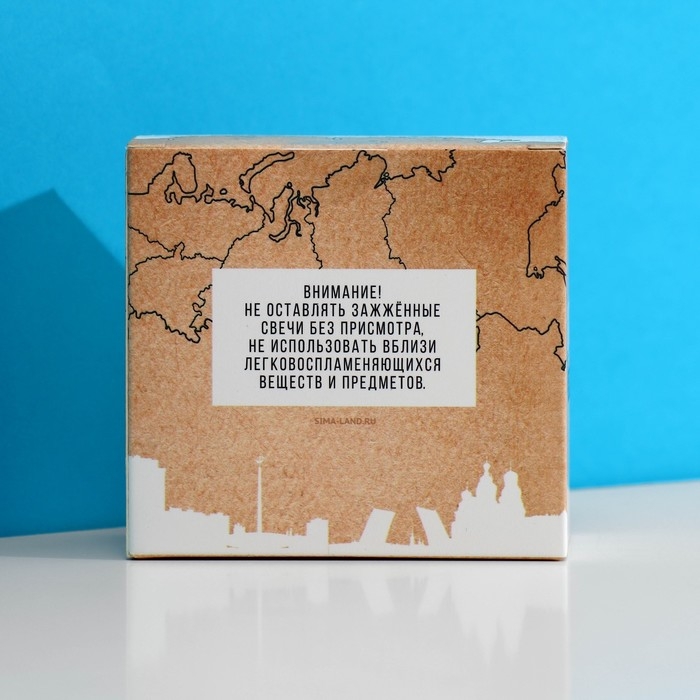 ВНИМАНИЕ!
НЕ ОСТАВЛЯТЬ ЗАЖЖЁННЫЕ
СВЕЧИ БЕЗ ПРИСМОТРА,
НЕ ИСПОЛЬЗОВАТЬ ВБЛИЗИ
ЛЕГКОВОСПЛАМЕНЯЮЩИХСЯ
ВЕЩЕСТВ И ПРЕДМЕТОВ.
SIMA-LAND.RU